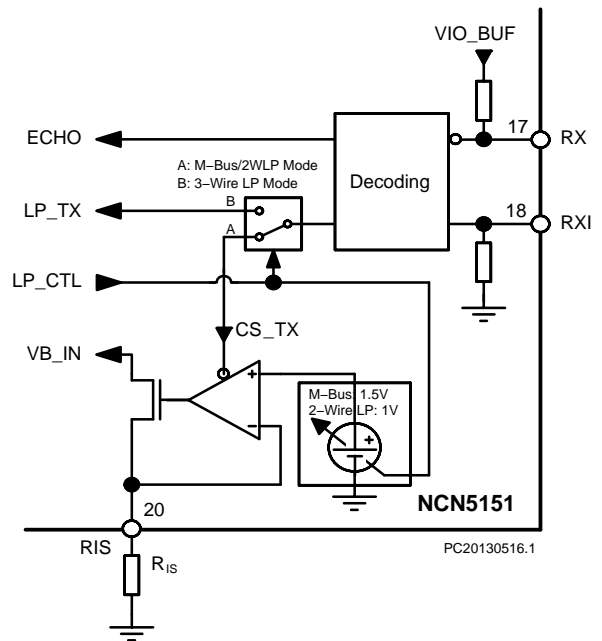 VIO_BUF
17
RX
ECHO
A: M−Bus/2WLP Mode
B: 3−Wire LP Mode
Decoding
LP_TX
B
A
18
RXI
LP_CTL
CS_TX
VB_IN
+
−
M−Bus: 1.5V
2−Wire LP: 1V
+
NCN5151
20
RIS
PC20130516.1
RIS